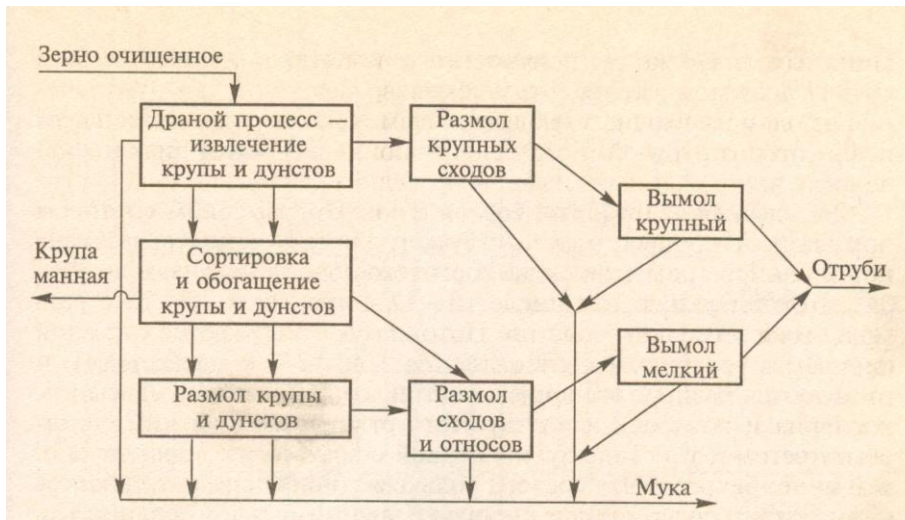 Зерно очищенное
Драной процесс —
извлечение
крупы и дунстов
Размол
крупных
сходов
Вымол
крупный
Крупа
манная
Сортировка
и обогащение
крупы и дунстов
Отруби
Вымол
мелкий
Размол крупы
и дунстов
Размол
сходов
и относов
Мука